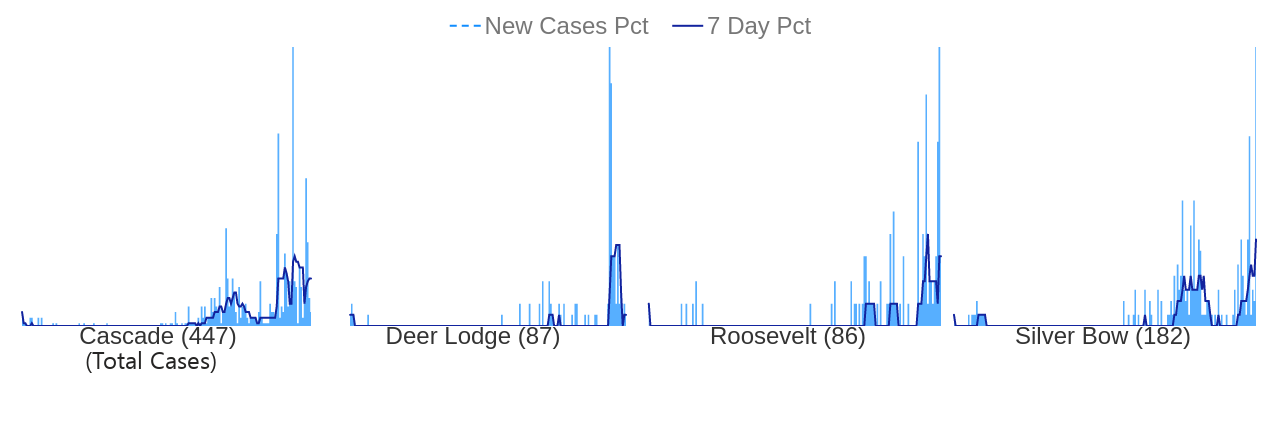 New Cases Pct   7 Day Pct
Cascade (447)   Deer Lodge (87)   Roosevelt (86)   Silver Bow (182)
(Total Cases)